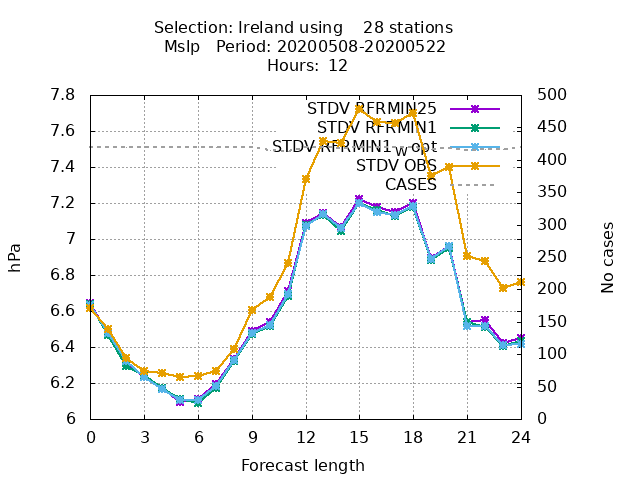 Selection: Ireland using    28 stations
Mslp   Period: 20200508-20200522
Hours: 12
7.8
7.6
7.4
7.2
7
6.8
6.6
6.4
6.2
6
hPa
500
450
400
350
300
250
200
150
100
50
0
No cases
STDV RFRMIN25
STDV RFRMIN1
STDV RFRMIN1_w_opt
STDV OBS
CASES
0 3 6 9 12 15 18 21 24
Forecast length